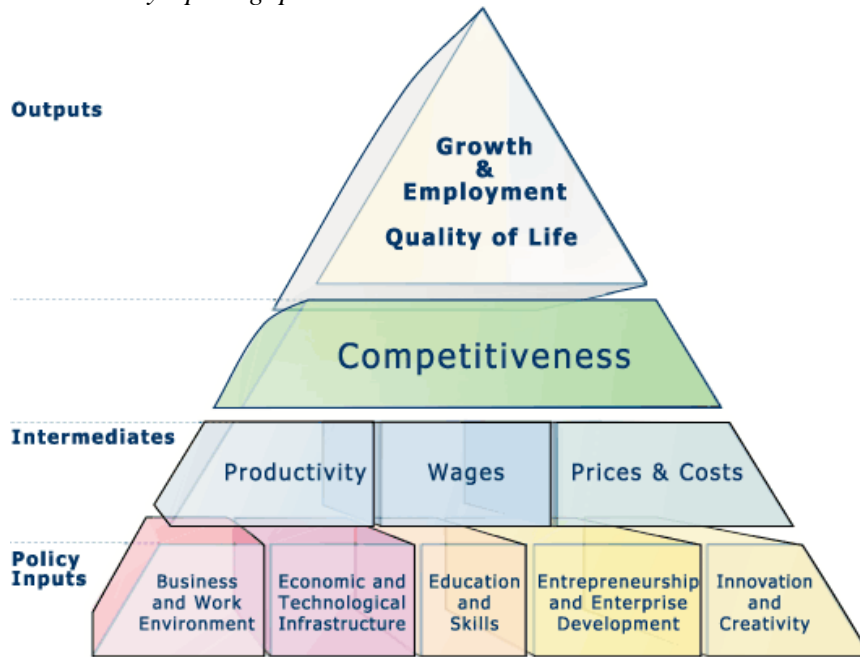 Outputs
Growth
&
Employment
Quality of Life
Competitiveness
Intermediates
Productivity
Wages
Prices & Costs
Policy
Inputs
Business
and Work
Environment
Economic and
Technological
Infrastructure
Education
and
Skills
Entrepreneurship
and Enterprise
Development
Innovation
and
Creativity